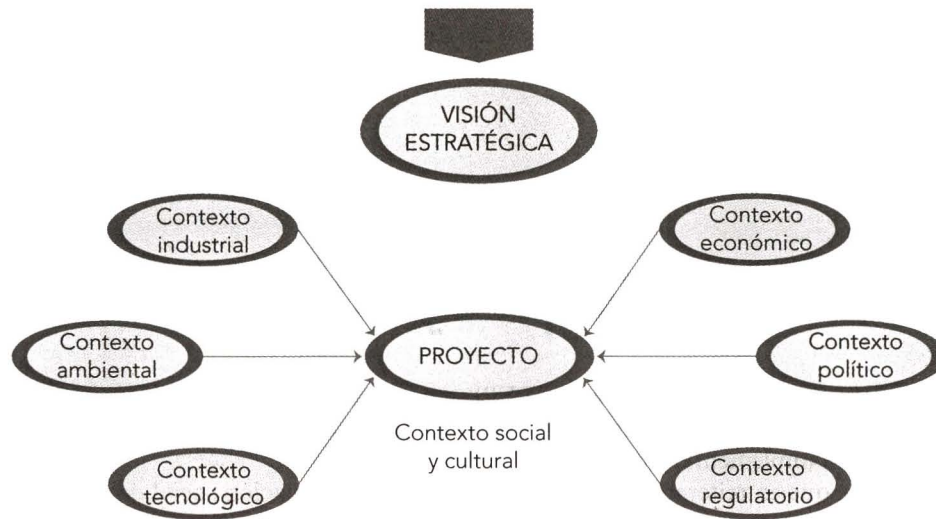 VISIÓN
ESTRATÉGICA
Contexto
industrial
Contexto
económico
Contexto
ambiental
PROYECTO
Contexto
político
Contexto social
y cultural
Contexto
tecnológico
Contexto
regulatorio